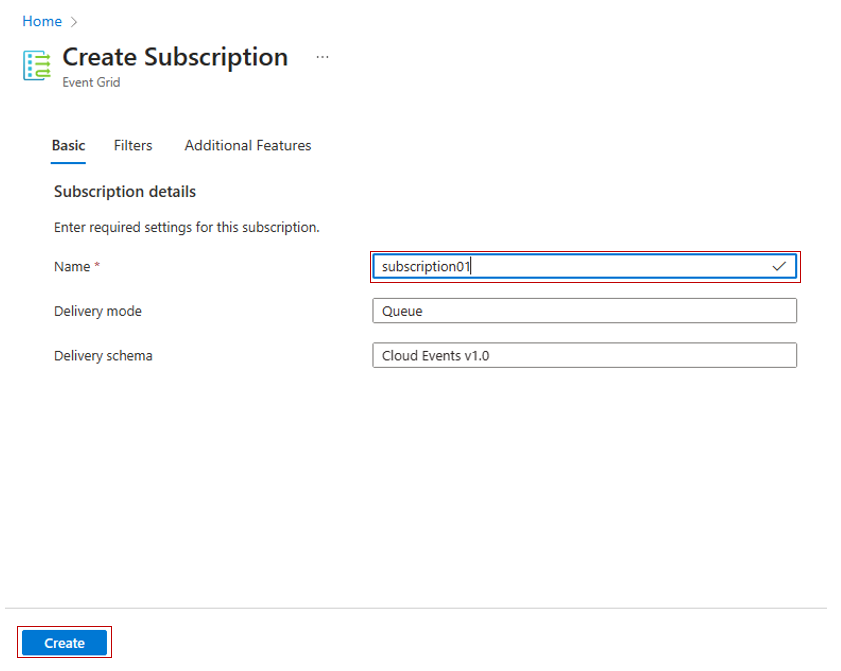 Home >
Create Subscription ...
Event Grid
Basic Filters Additional Features
Subscription details
Enter required settings for this subscription.
Name * subscription01
Delivery mode Queue
Delivery schema Cloud Events v1.0
Create